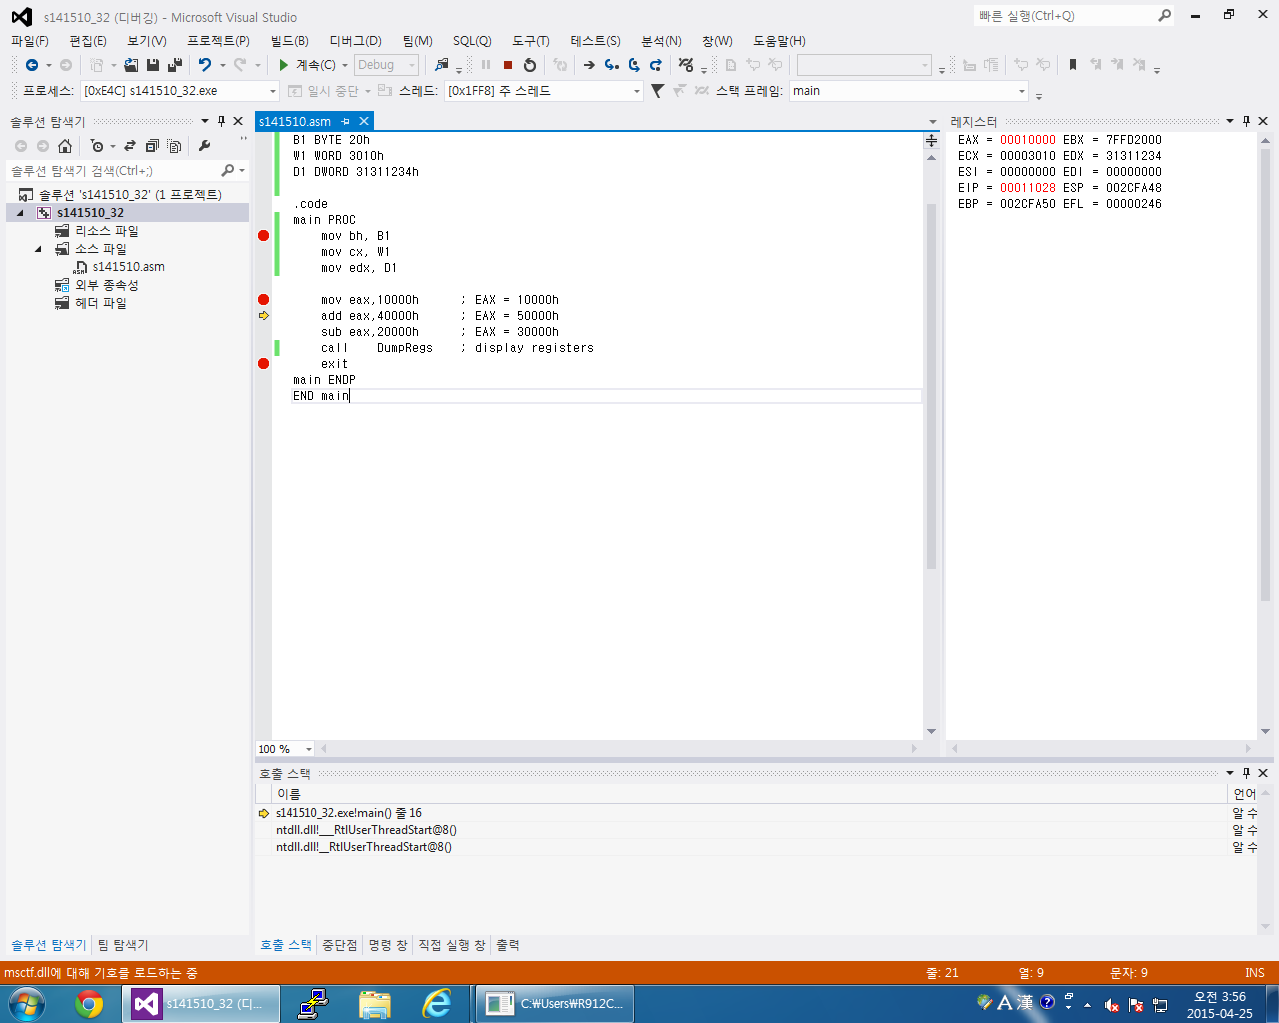 s141510_32 (디버깅) - Microsoft Visual Studio
빠른 실행(Ctrl+Q)
파일(F) 편집(E) 보기(V) 프로젝트(P) 빌드(B) 디버그(D) 팀(M) SQL(Q) 도구(T) 테스트(S) 분석(N) 창(W) 도움말(H)
계속(C) Debug
프로세스: [0xE4C] s141510_32.exe 일시 중단 스레드: [0x1FF8] 주 스레드 스택 프레임: main
솔루션 탐색기
솔루션 탐색기 검색(Ctrl+;)
솔루션 's141510_32' (1 프로젝트)
s141510_32
리소스 파일
소스 파일
s141510.asm
외부 종속성
헤더 파일
솔루션 탐색기 팀 탐색기
s141510.asm
B1 BYTE 20h
W1 WORD 3010h
D1 DWORD 31311234h
.code
main PROC
mov bh, B1
mov cx, W1
mov edx, D1
mov eax,10000h ; EAX = 10000h
add eax,40000h ; EAX = 50000h
sub eax,20000h ; EAX = 30000h
call DumpRegs ; display registers
exit
main ENDP
END main
100 %
레지스터
EAX = 00010000 EBX = 7FFD2000
ECX = 00003010 EDX = 31311234
ESI = 00000000 EDI = 00000000
EIP = 00011028 ESP = 002CFA48
EBP = 002CFA50 EFL = 00000246
호출 스택
이름 언어
s141510_32.exe!main() 줄 16 알 수
ntdll.dll!___RtlUserThreadStart@8() 알 수
ntdll.dll!__RtlUserThreadStart@8() 알 수
호출 스택 중단점 명령 창 직접 실행 창 출력
msctf.dll에 대해 기호를 로드하는 중 줄: 21 열: 9 문자: 9 INS
s141510_32 (디... C:₩Users₩R912C... A 漢 오전 3:56
2015-04-25